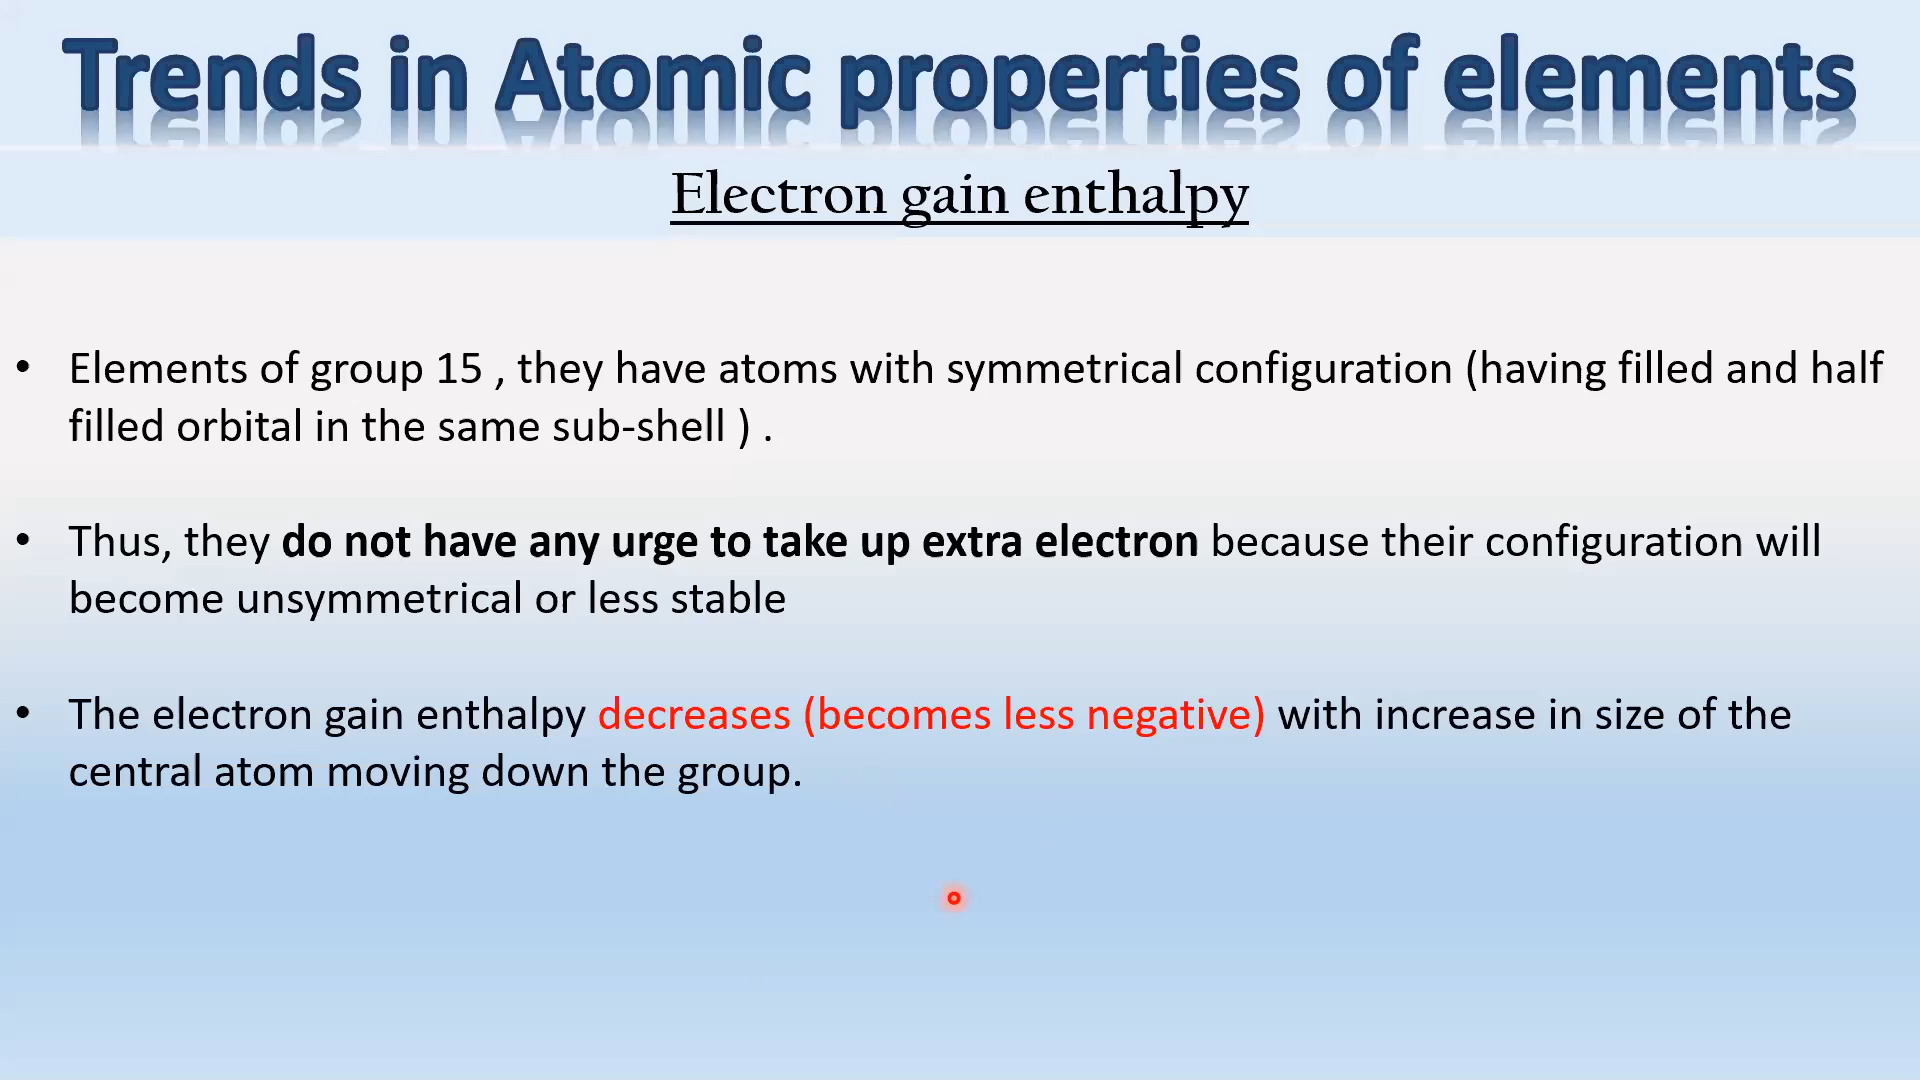 Trends in Atomic properties of elements
Electron gain enthalpy
• Elements of group 15 , they have atoms with symmetrical configuration (having filled and half
filled orbital in the same sub-shell ) .
• Thus, they do not have any urge to take up extra electron because their configuration will
become unsymmetrical or less stable
• The electron gain enthalpy decreases (becomes less negative) with increase in size of the
central atom moving down the group.